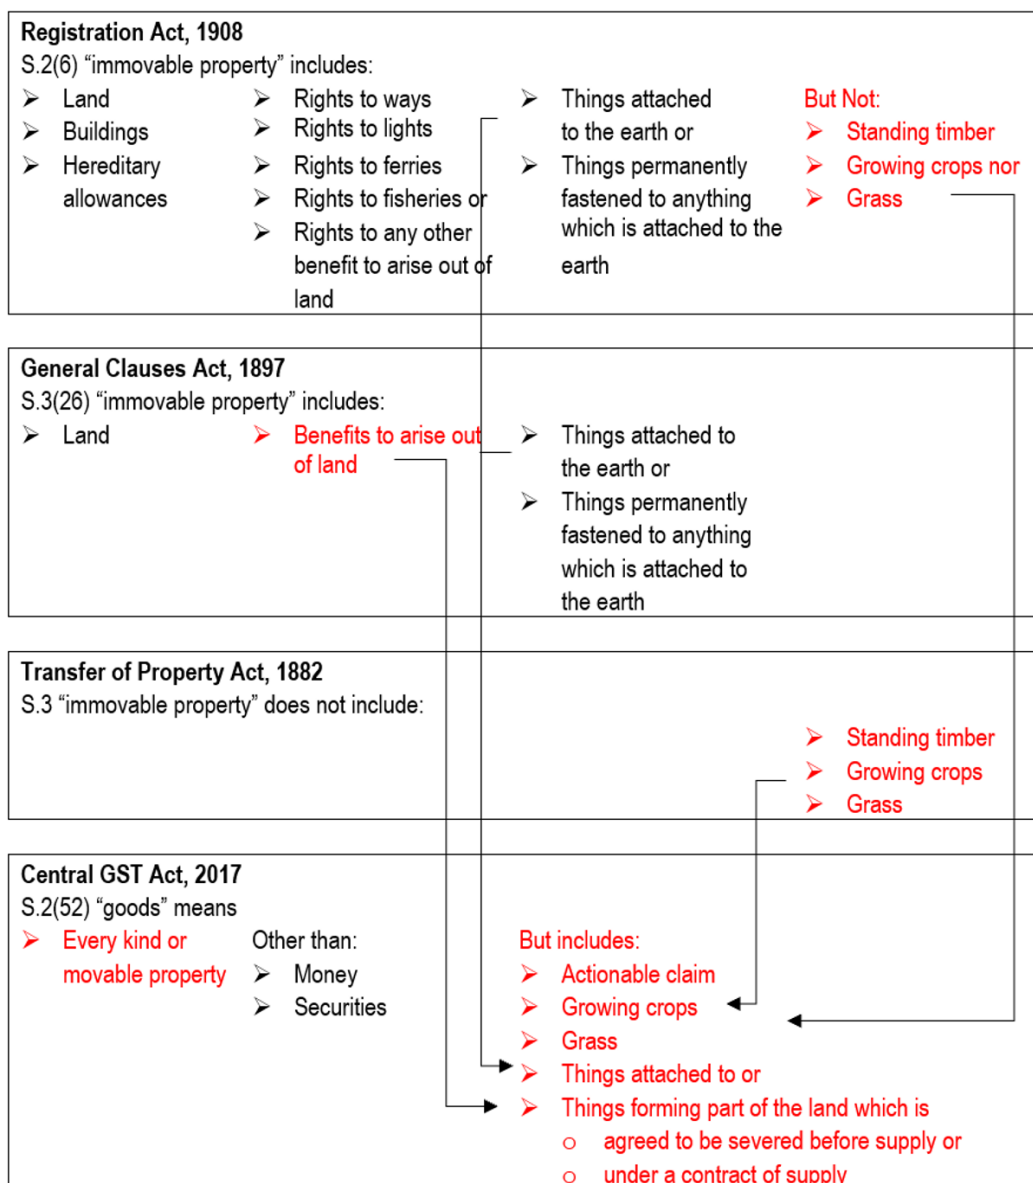 Registration Act, 1908
S.2(6) “immovable property” includes:
➢ Land
➢ Buildings
➢ Hereditary
allowances
➢ Rights to ways
➢ Rights to lights
➢ Rights to ferries
➢ Rights to fisheries or
➢ Rights to any other
benefit to arise out of
land
➢ Things attached
to the earth or
➢ Things permanently
fastened to anything
which is attached to the
earth
But Not:
➢ Standing timber
➢ Growing crops nor
➢ Grass
General Clauses Act, 1897
S.3(26) “immovable property” includes:
➢ Land
➢ Benefits to arise out
of land
➢ Things attached to
the earth or
➢ Things permanently
fastened to anything
which is attached to
the earth
Transfer of Property Act, 1882
S.3 “immovable property” does not include:
➢ Standing timber
➢ Growing crops
➢ Grass
Central GST Act, 2017
S.2(52) “goods” means
➢ Every kind or
movable property
Other than:
➢ Money
➢ Securities
But includes:
➢ Actionable claim
➢ Growing crops
➢ Grass
➢ Things attached to or
➢ Things forming part of the land which is
o agreed to be severed before supply or
o under a contract of supply